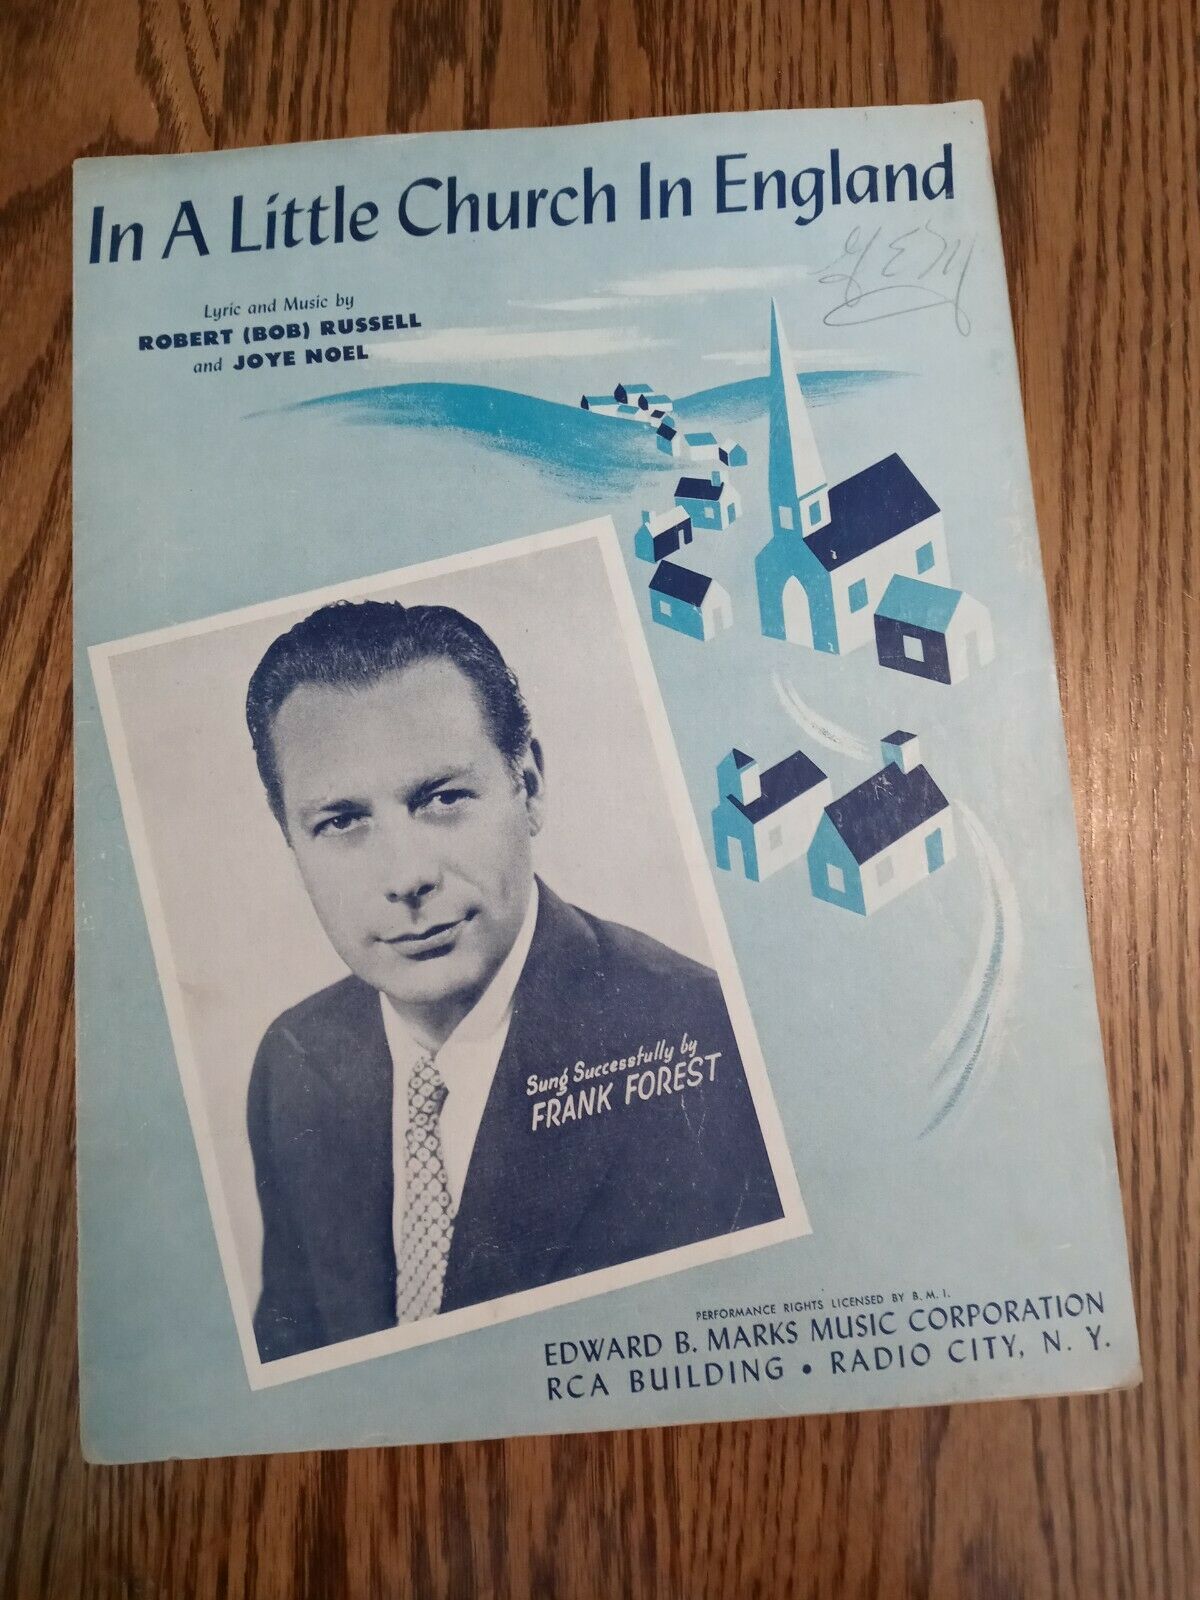 In A Little Church In England
Lyric and Music by
ROBERT (BOB) RUSSELL
and JOYE NOEL
Sung Successfully by
FRANK FOREST
PERFORMANCE RIGHTS LICENSED BY B. M. I.
EDWARD B. MARKS MUSIC CORPORATION
RCA BUILDING • RADIO CITY, N. Y.